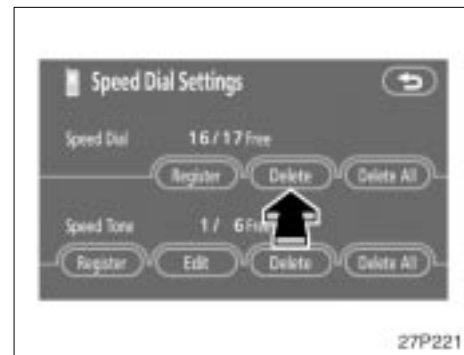 Speed Dial Settings
Speed Dial 16/17 Free
Register Delete Delete All
Speed Tone 1/ 6 Free
Register Edit Delete Delete All
27P221